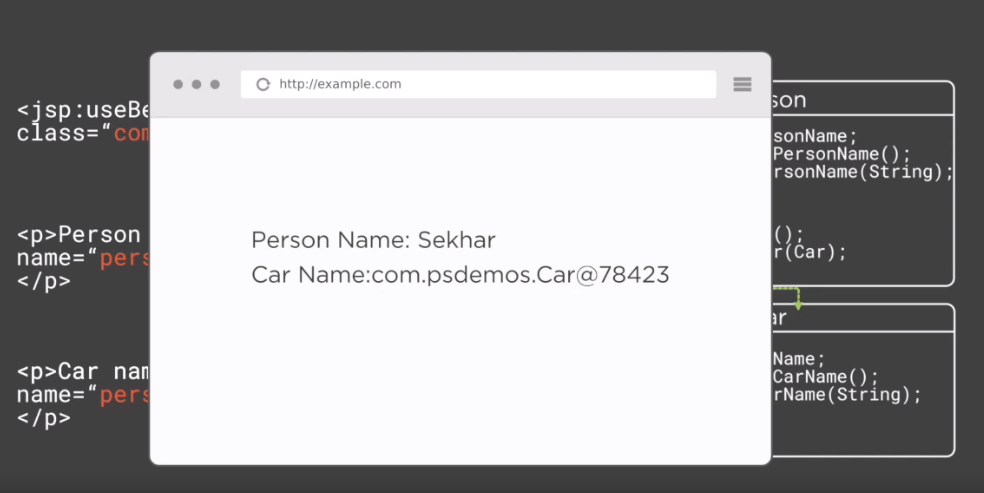 http://example.com
<jsp:useBe
class=“com
<p>Person
name=“pers
</p>
<p>Car nam
name=“pers
</p>
Person Name: Sekhar
Car Name:com.psdemos.Car@78423
son
sonName;
PersonName();
rsonName(String);
();
r(Car);
ar
Name;
CarName();
rName(String);